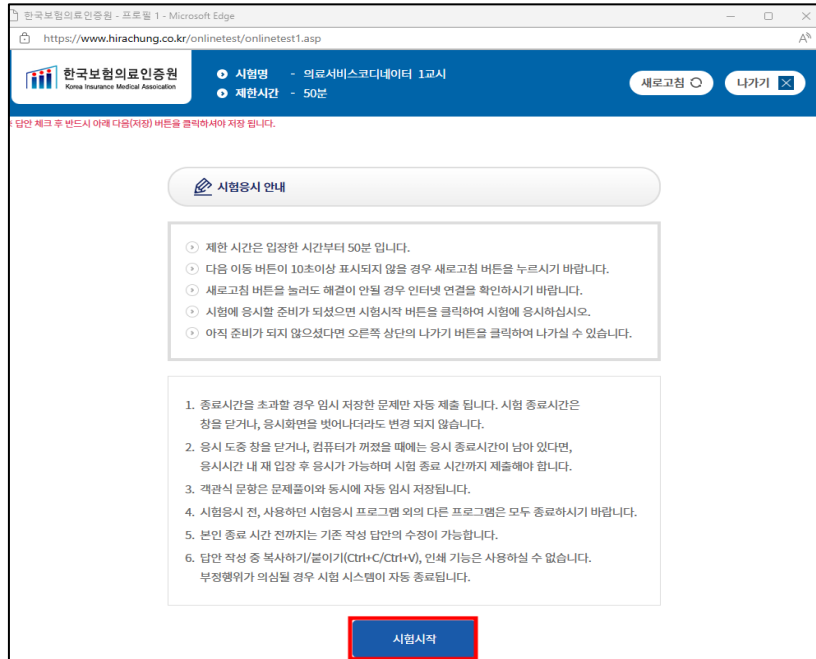 한국보험의료인증원 - 프로필 1 - Microsoft Edge
https://www.hirachung.co.kr/onlinetest/onlinetest1.asp
한국보험의료인증원
Korea Insurance Medical Assoication
시험명 - 의료서비스코디네이터 1교시
제한시간 - 50분
새로고침
나가기
답안 체크 후 반드시 아래 다음(저장) 버튼을 클릭하셔야 저장 됩니다.
시험응시 안내
제한 시간은 입장한 시간부터 50분 입니다.
다음 이동 버튼이 10초이상 표시되지 않을 경우 새로고침 버튼을 누르시기 바랍니다.
새로고침 버튼을 눌러도 해결이 안될 경우 인터넷 연결을 확인하시기 바랍니다.
시험에 응시할 준비가 되셨으면 시험시작 버튼을 클릭하여 시험에 응시하십시오.
아직 준비가 되지 않으셨다면 오른쪽 상단의 나가기 버튼을 클릭하여 나가실 수 있습니다.
1. 종료시간을 초과할 경우 임시 저장한 문제만 자동 제출 됩니다. 시험 종료시간은
창을 닫거나, 응시화면을 벗어나더라도 변경 되지 않습니다.
2. 응시 도중 창을 닫거나, 컴퓨터가 꺼졌을 때에는 응시 종료시간이 남아 있다면,
응시시간 내 재 입장 후 응시가 가능하며 시험 종료 시간까지 제출해야 합니다.
3. 객관식 문항은 문제풀이와 동시에 자동 임시 저장됩니다.
4. 시험응시 전, 사용하던 시험응시 프로그램 외의 다른 프로그램은 모두 종료하시기 바랍니다.
5. 본인 종료 시간 전까지는 기존 작성 답안의 수정이 가능합니다.
6. 답안 작성 중 복사하기/붙이기(Ctrl+C/Ctrl+V), 인쇄 기능은 사용하실 수 없습니다.
부정행위가 의심될 경우 시험 시스템이 자동 종료됩니다.
시험시작